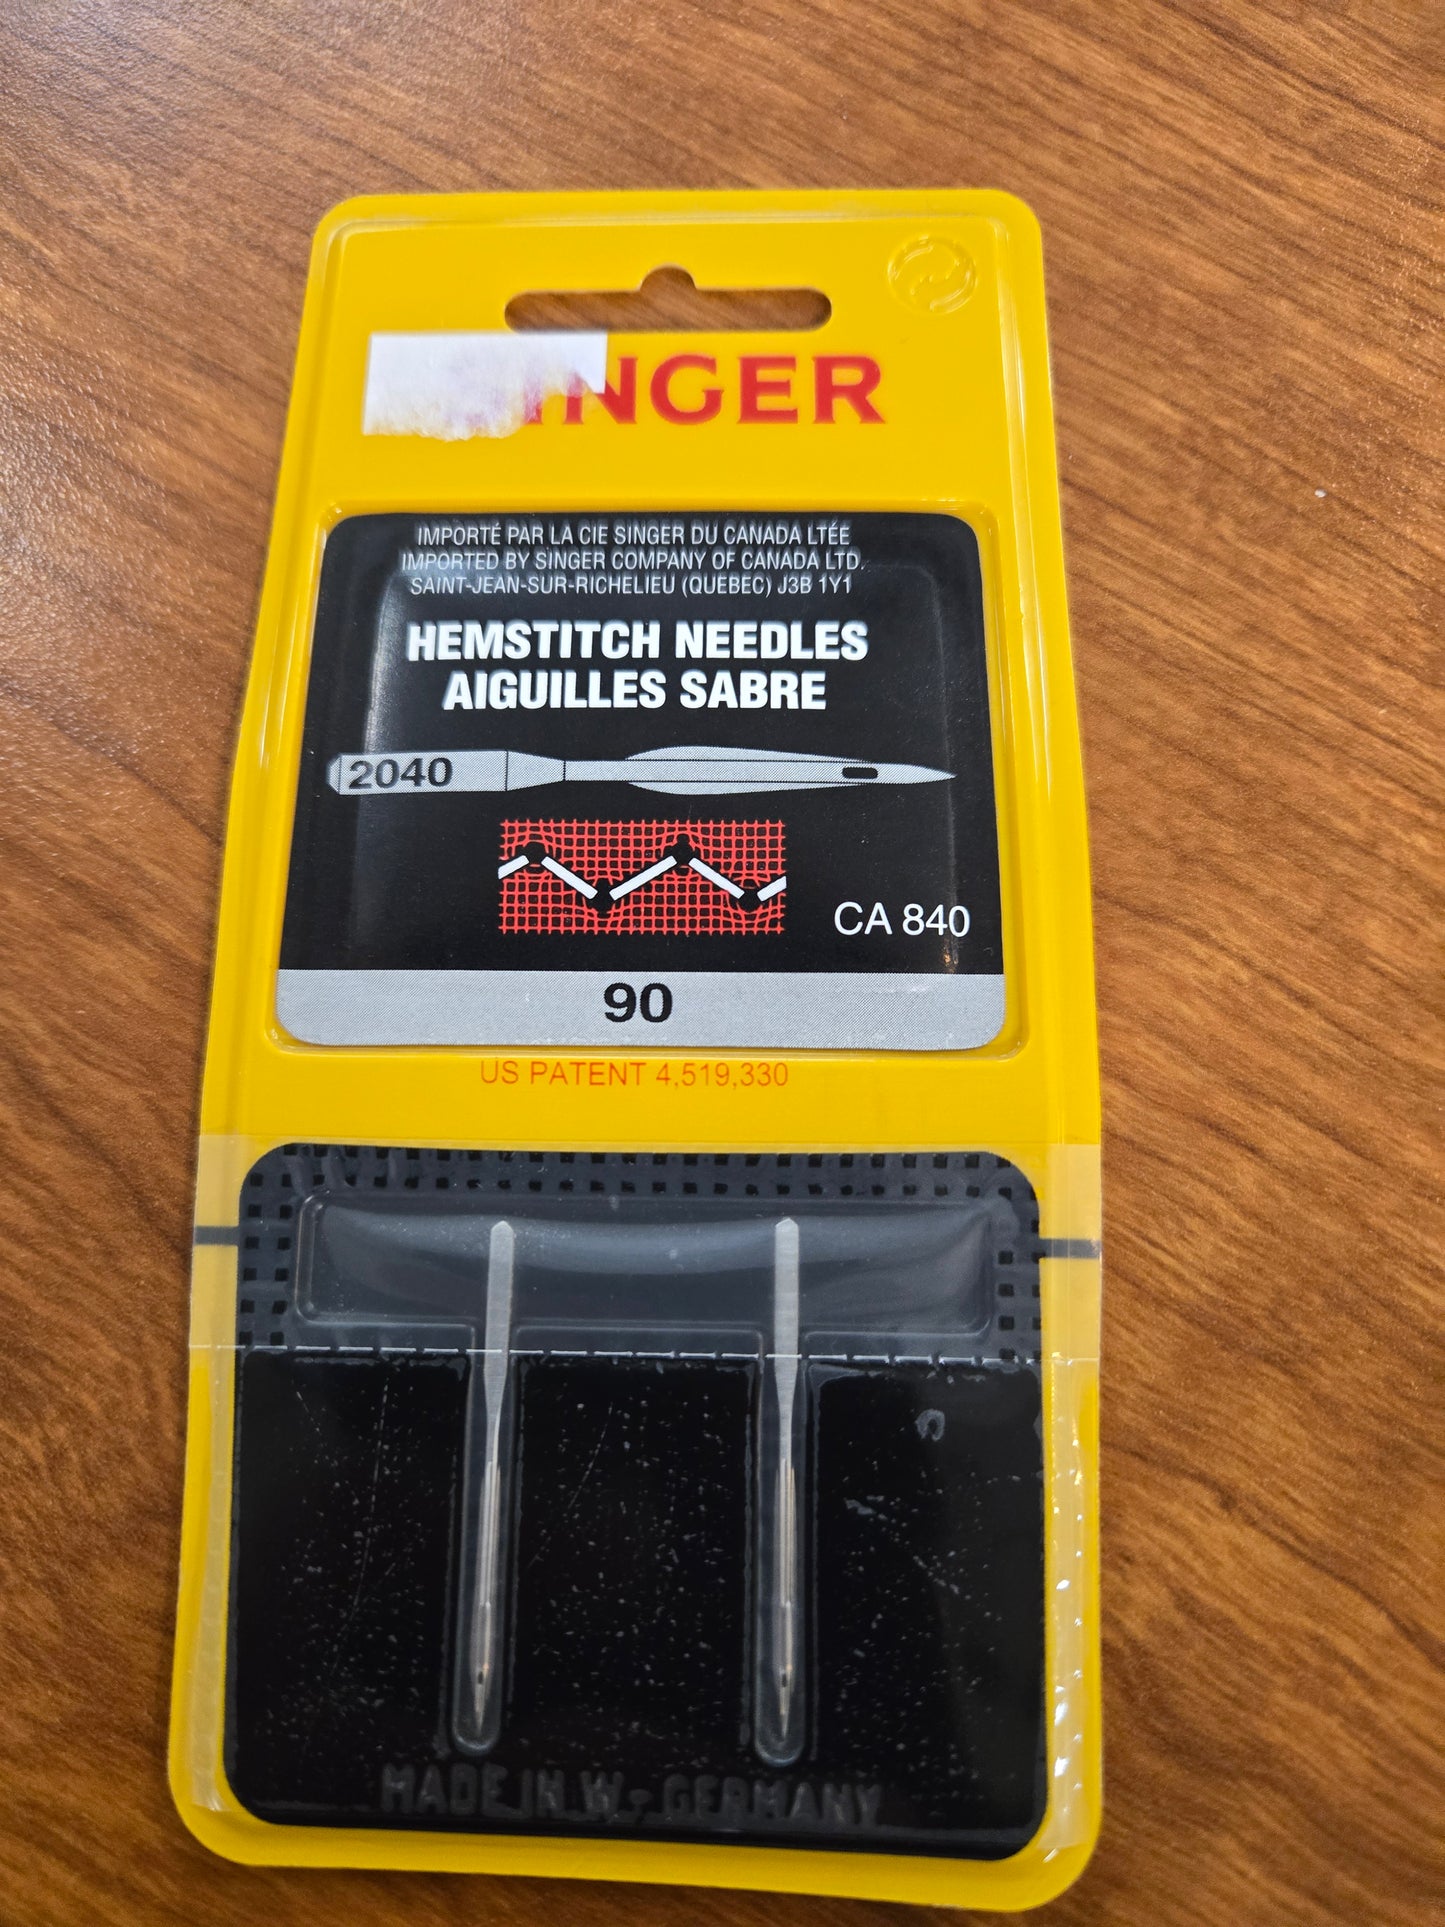 SINGER
IMPORTÉ PAR LA CIE SINGER DU CANADA LTÉE
IMPORTED BY SINGER COMPANY OF CANADA LTD.
SAINT-JEAN-SUR-RICHELIEU (QUEBEC) J3B 1Y1
HEMSTITCH NEEDLES
AIGUILLES SABRE
2040
CA 840
90
US PATENT 4,519,330
MADE IN W.-GERMANY